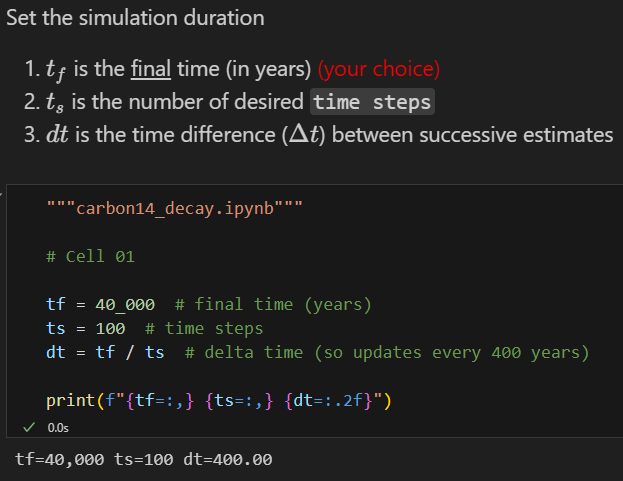 Set the simulation duration
1. tf is the final time (in years) (your choice)
2. ts is the number of desired time steps
3. dt is the time difference (Δt) between successive estimates
"""carbon14_decay.ipynb"""
# Cell 01
tf = 40_000  # final time (years)
ts = 100  # time steps
dt = tf / ts  # delta time (so updates every 400 years)
print(f"{tf=:,} {ts=:,} {dt=:.2f}")
0.0s
tf=40,000 ts=100 dt=400.00